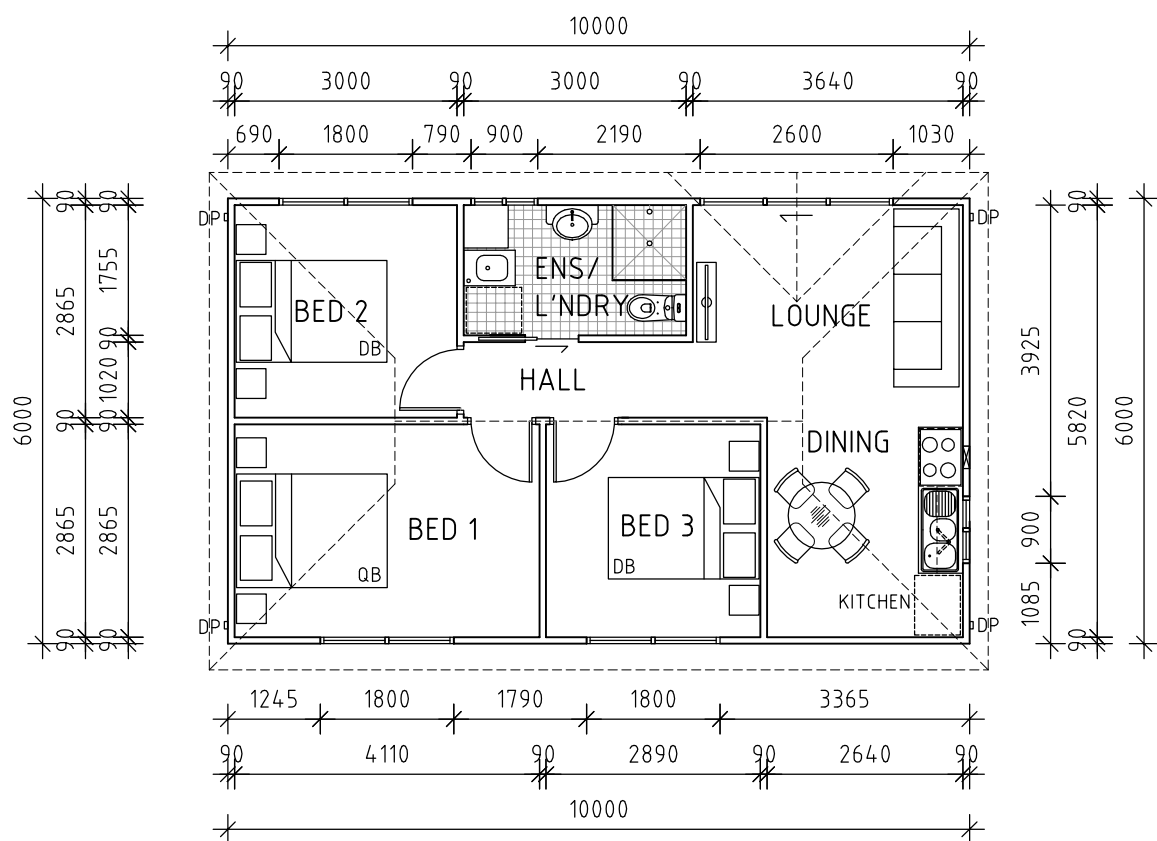 10000
90 3000 90 3000 90 3640 90
690 1800 790 900 2190 2600 1030
DP DP
90 90 90
1755
2865
ENS/
L'NDRY
BED 2
LOUNGE
DB
90
1020
3925
HALL
6000
90 90
DINING
5820
6000
BED 1
BED 3
2865
2865
900
QB
DB
KITCHEN
1085
DP DP
90 90 90
1245 1800 1790 1800 3365
90 4110 90 2890 90 2640 90
10000